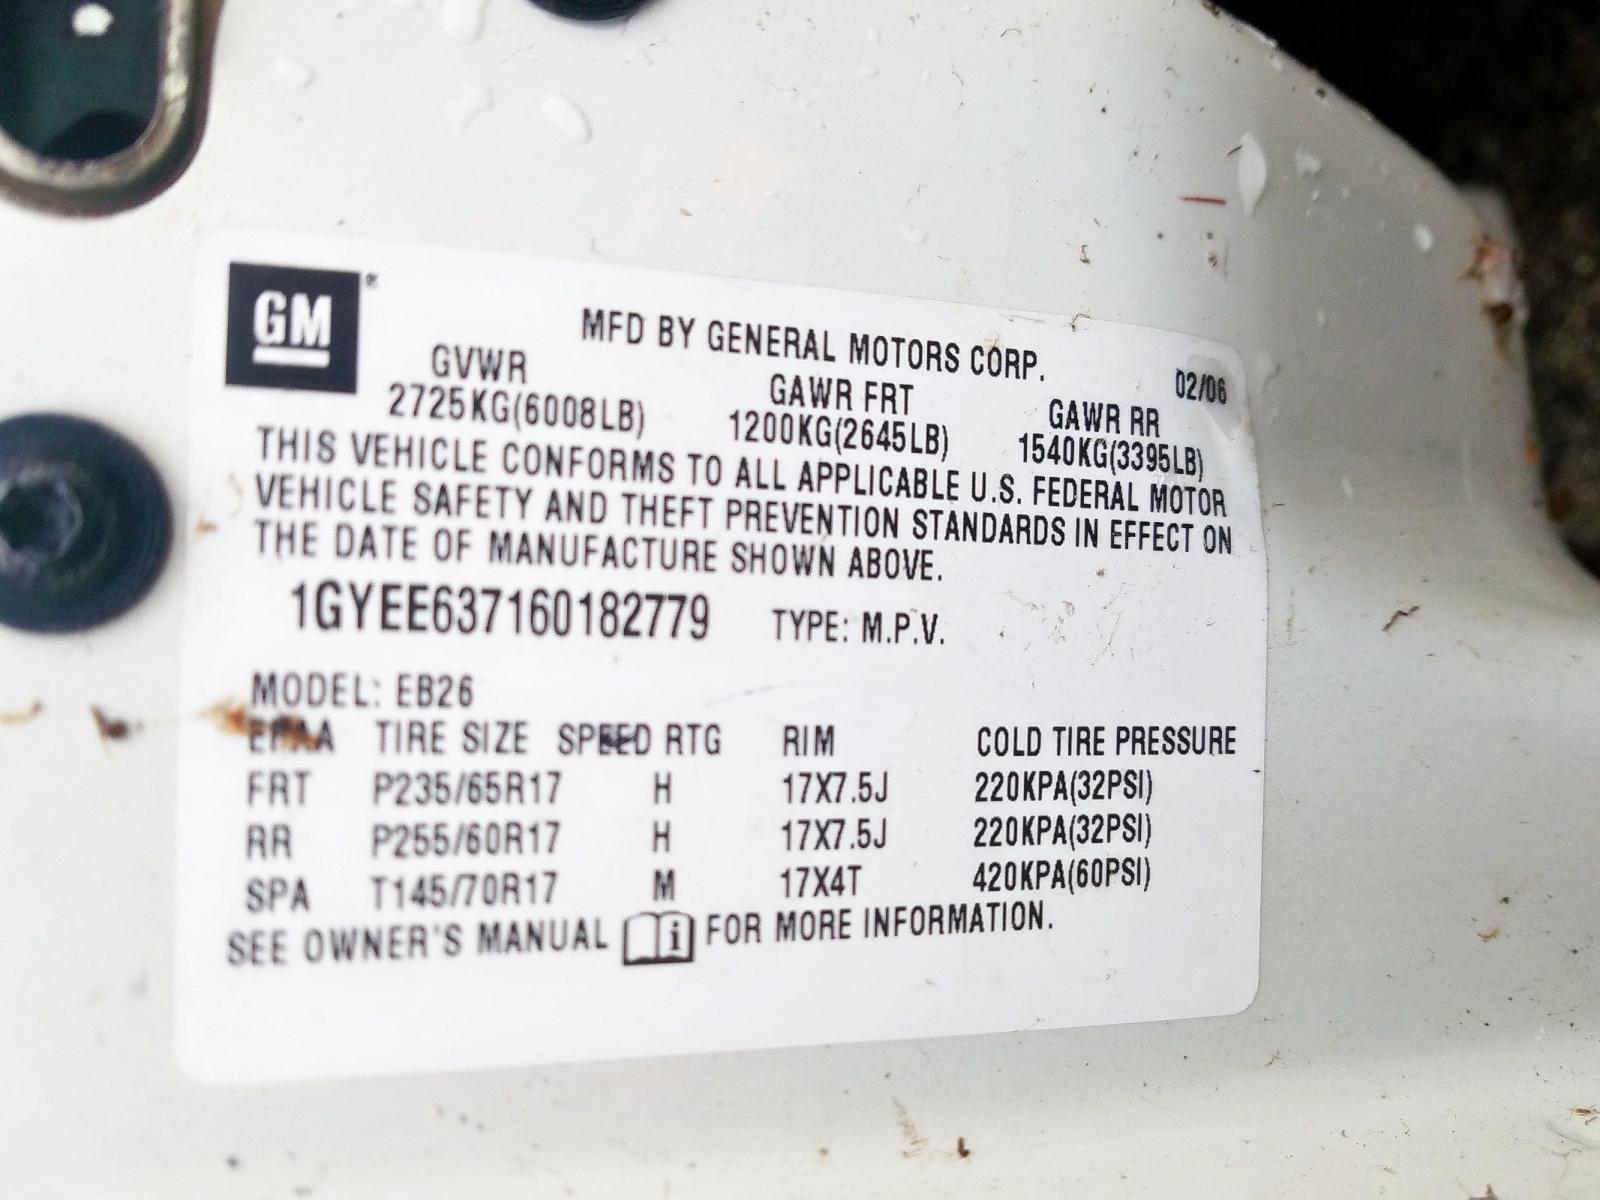 GM ®
MFD BY GENERAL MOTORS CORP.
02/06
GVWR GAWR FRT GAWR RR
2725KG(6008LB) 1200KG(2645LB) 1540KG(3395LB)
THIS VEHICLE CONFORMS TO ALL APPLICABLE U.S. FEDERAL MOTOR
VEHICLE SAFETY AND THEFT PREVENTION STANDARDS IN EFFECT ON
THE DATE OF MANUFACTURE SHOWN ABOVE.
1GYEE637160182779 TYPE: M.P.V.
MODEL: EB26
TIRE SIZE SPEED RTG RIM COLD TIRE PRESSURE
FRT P235/65R17 H 17X7.5J 220KPA(32PSI)
RR P255/60R17 H 17X7.5J 220KPA(32PSI)
SPA T145/70R17 M 17X4T 420KPA(60PSI)
SEE OWNER'S MANUAL i FOR MORE INFORMATION.